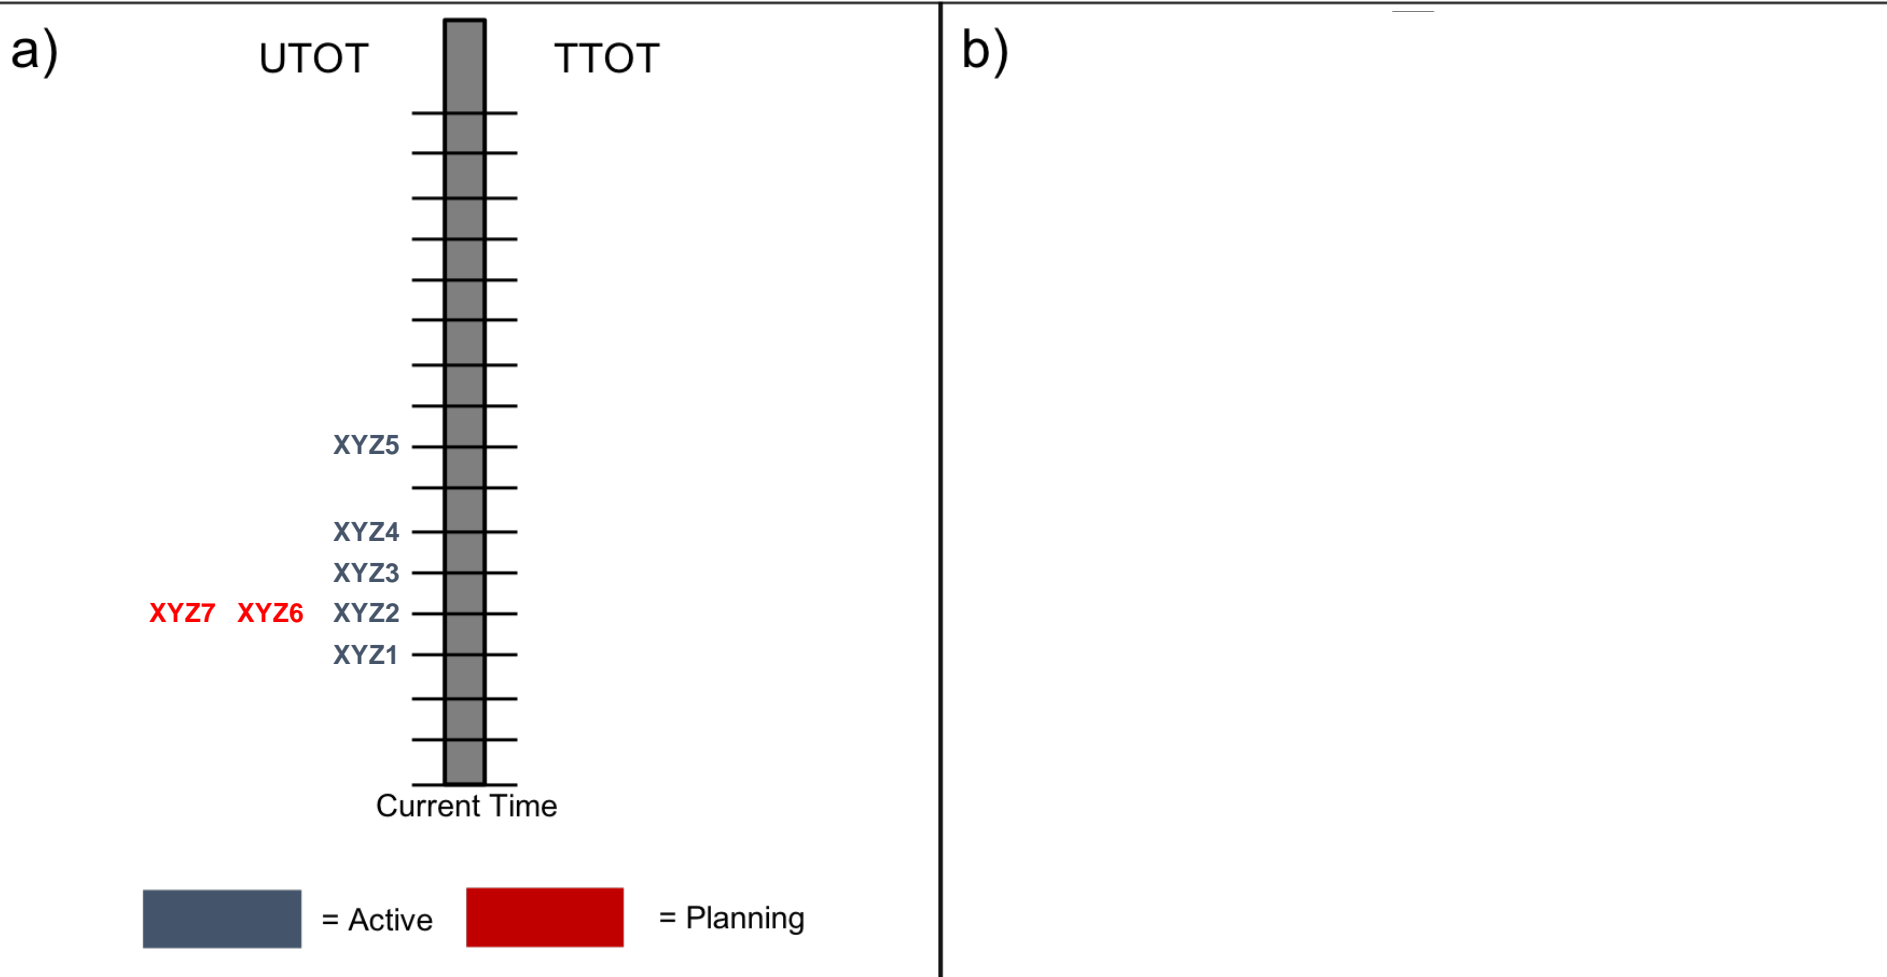 a)
UTOT TTOT
b)
XYZ5
XYZ4
XYZ3
XYZ7 XYZ6 XYZ2
XYZ1
Current Time
= Active = Planning